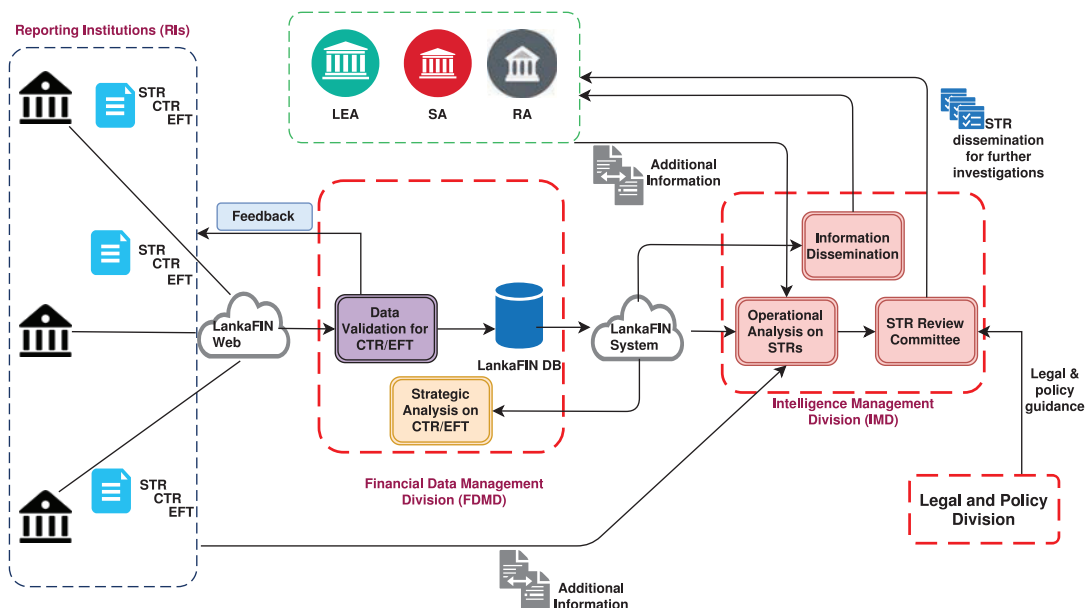 Reporting Institutions (RIs)
STR
CTR
EFT
STR
CTR
EFT
STR
CTR
EFT
LEA
SA
RA
STR
dissemination
for further
investigations
Additional
Information
Feedback
LankaFIN
Web
Data
Validation for
CTR/EFT
LankaFIN DB
Strategic
Analysis on
CTR/EFT
Financial Data Management
Division (FDMD)
LankaFIN
System
Information
Dissemination
Operational
Analysis on
STRs
STR Review
Committee
Intelligence Management
Division (IMD)
Legal &
policy
guidance
Legal and Policy
Division
Additional
Information